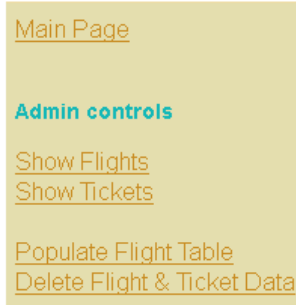 Main Page
Admin controls
Show Flights
Show Tickets
Populate Flight Table
Delete Flight & Ticket Data